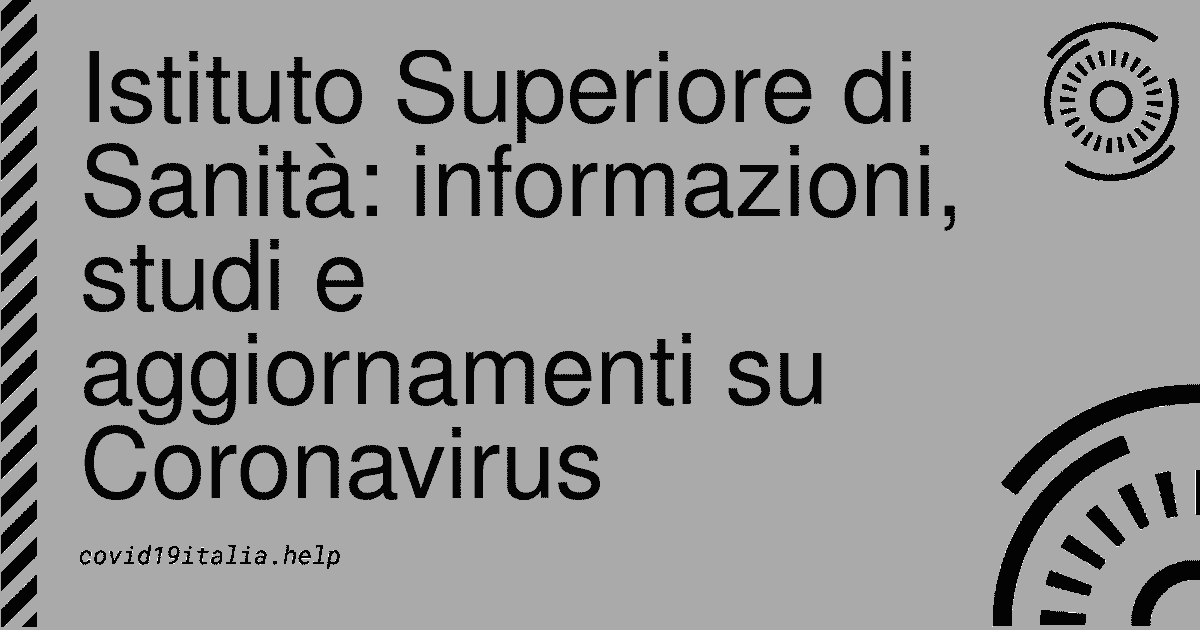 Istituto Superiore di
Sanità: informazioni,
studi e
aggiornamenti su
Coronavirus
covid19italia.help